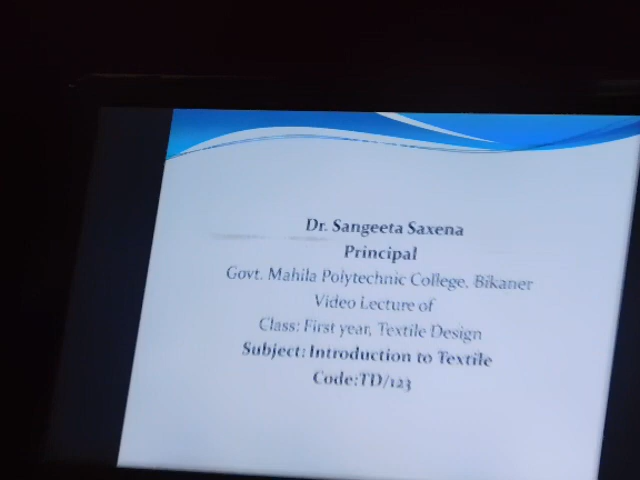 Dr. Sangeeta Saxena
Principal
Govt. Mahila Polytechnic College, Bikaner
Video Lecture of
Class: First year, Textile Design
Subject: Introduction to Textile
Code:TD/123